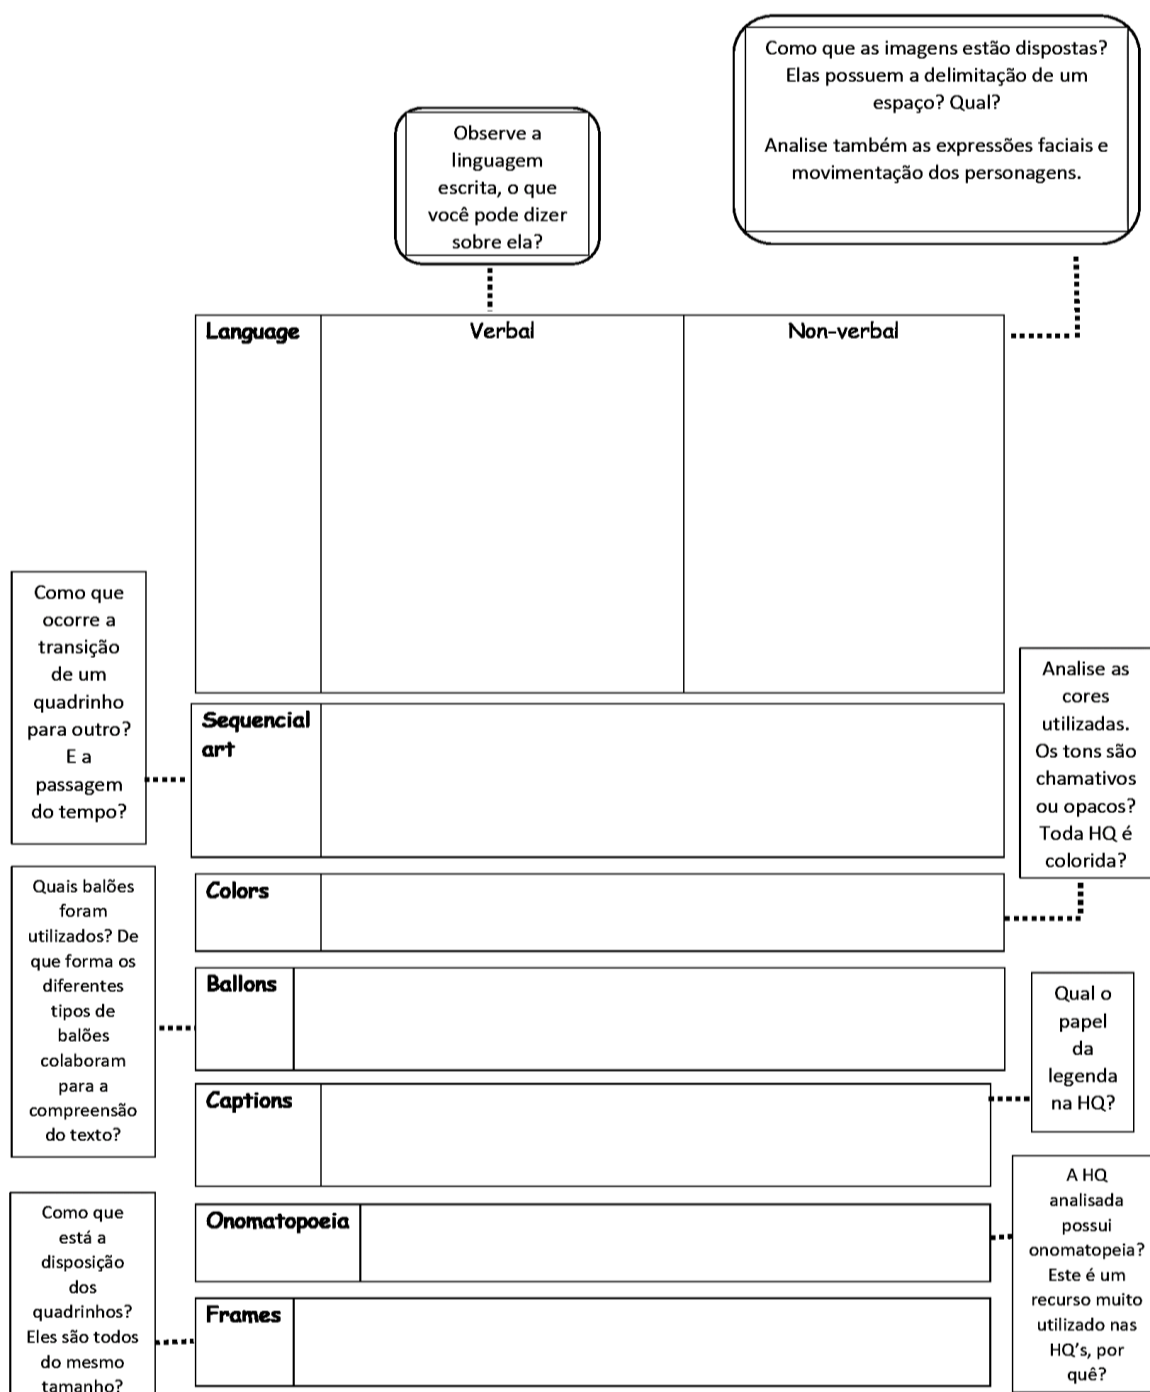 Como que as imagens estão dispostas?
Elas possuem a delimitação de um
espaço? Qual?
Analise também as expressões faciais e
movimentação dos personagens.
Observe a
linguagem
escrita, o que
você pode dizer
sobre ela?
Language
Verbal
Non-verbal
Como que
ocorre a
transição
de um
quadrinho
para outro?
E a
passagem
do tempo?
Sequencial
art
Analise as
cores
utilizadas.
Os tons são
chamativos
ou opacos?
Toda HQ é
colorida?
Colors
Quais balões
foram
utilizados? De
que forma os
diferentes
tipos de
balões
colaboram
para a
compreensão
do texto?
Ballons
Qual o
papel
da
legenda
na HQ?
Captions
A HQ
analisada
possui
onomatopeia?
Este é um
recurso muito
utilizado nas
HQ's, por
quê?
Onomatopoeia
Como que
está a
disposição
dos
quadrinhos?
Eles são todos
do mesmo
tamanho?
Frames